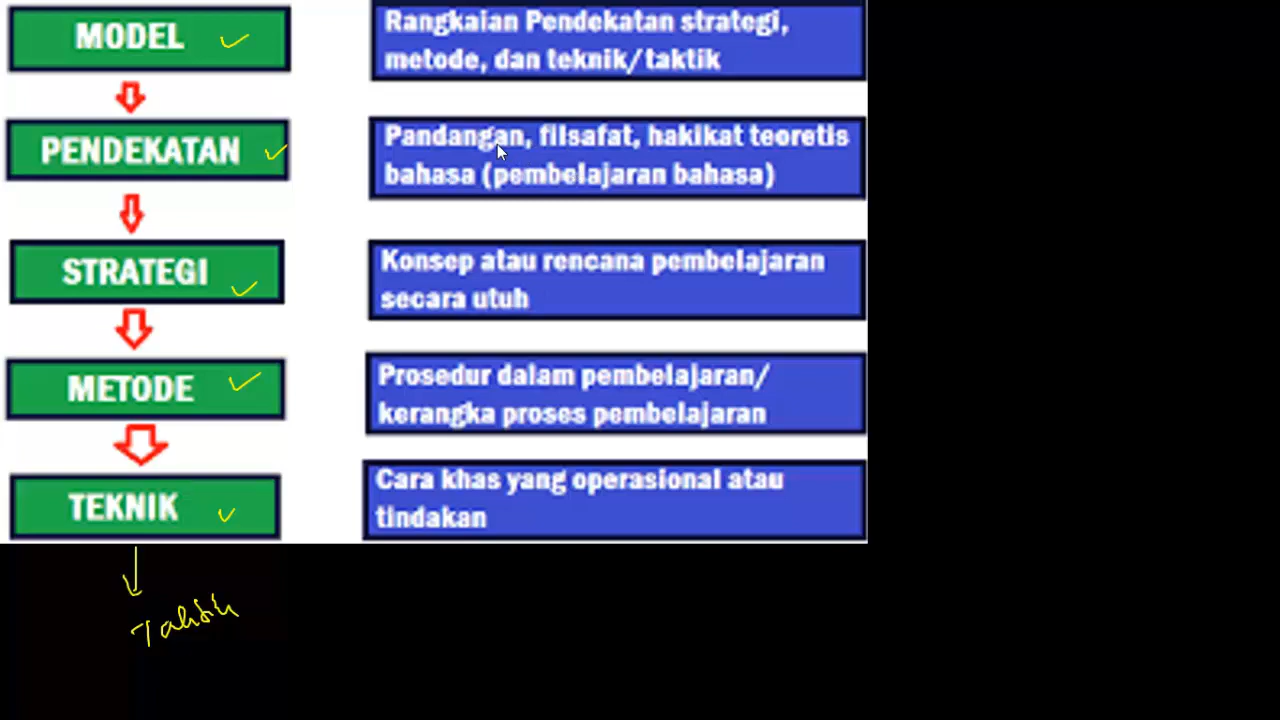 MODEL
Rangkaian Pendekatan strategi,
metode, dan teknik/taktik
PENDEKATAN
Pandangan, filsafat, hakikat teoretis
bahasa (pembelajaran bahasa)
STRATEGI
Konsep atau rencana pembelajaran
secara utuh
METODE
Prosedur dalam pembelajaran/
kerangka proses pembelajaran
TEKNIK
Cara khas yang operasional atau
tindakan
Taktik